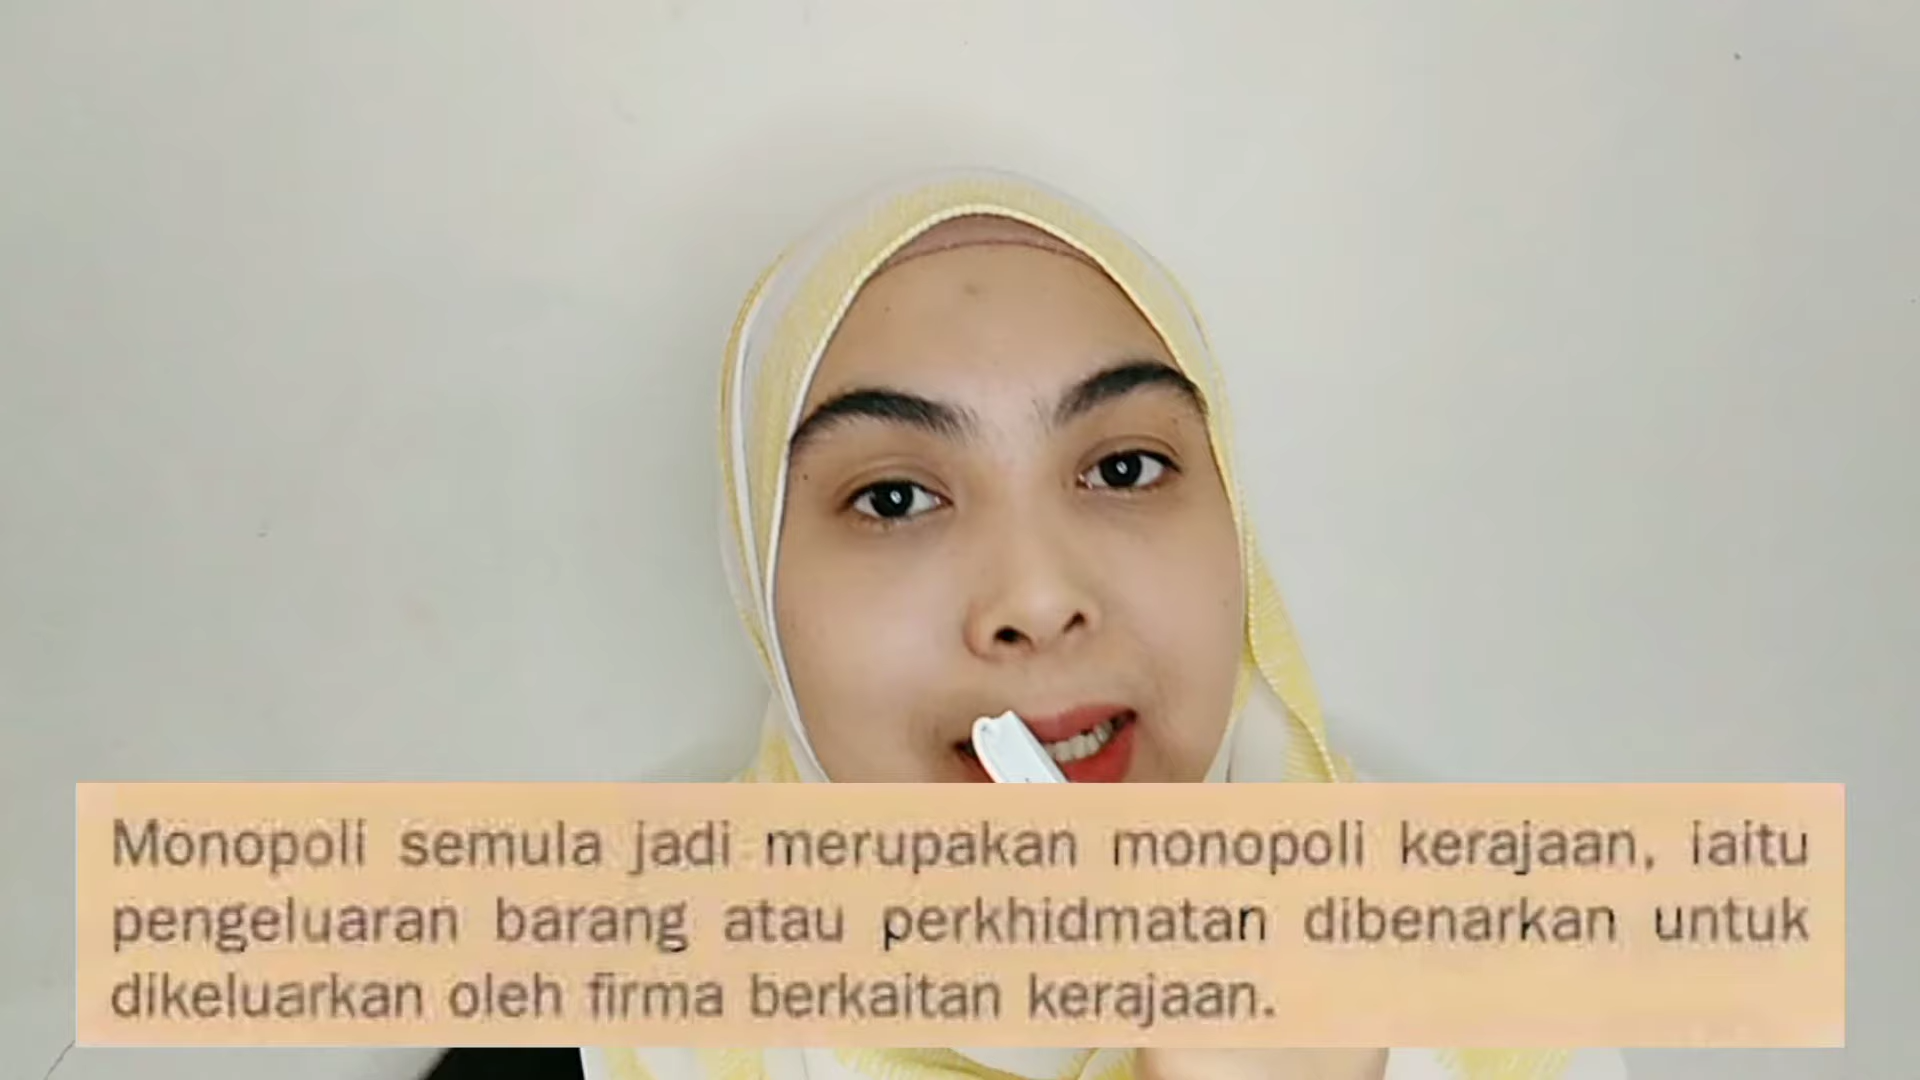 Monopoli semula jadi merupakan monopoli kerajaan, iaitu
pengeluaran barang atau perkhidmatan dibenarkan untuk
dikeluarkan oleh firma berkaitan kerajaan.